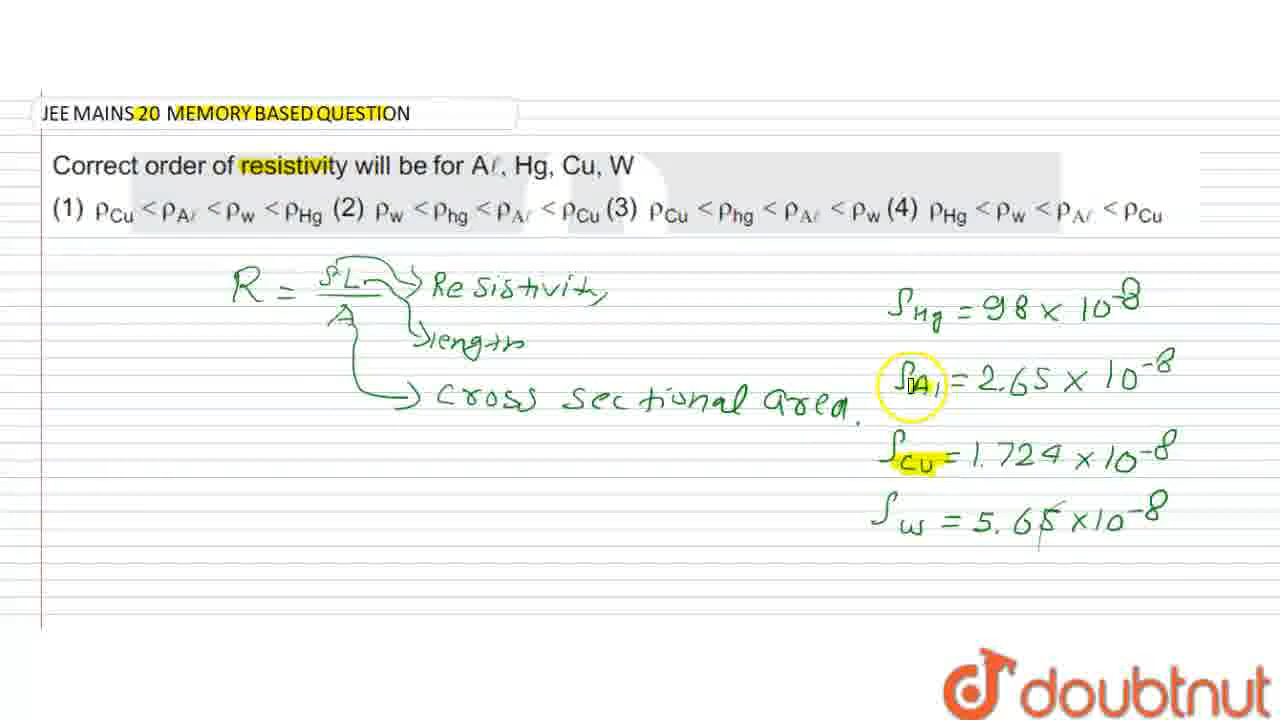 JEE MAINS 20 MEMORY BASED QUESTION
Correct order of resistivity will be for Aℓ, Hg, Cu, W
(1) ρCu < ρAℓ < ρw < ρHg (2) ρw < ρhg < ρAℓ < ρCu (3) ρCu < ρhg < ρAℓ < ρw (4) ρHg < ρw < ρAℓ < ρCu
R = ρL/A
Resistivity
length
Cross sectional area.
ρHg = 98 × 10⁻⁸
ρAl = 2.65 × 10⁻⁸
ρCu = 1.724 × 10⁻⁸
ρw = 5.65 × 10⁻⁸
doubtnut